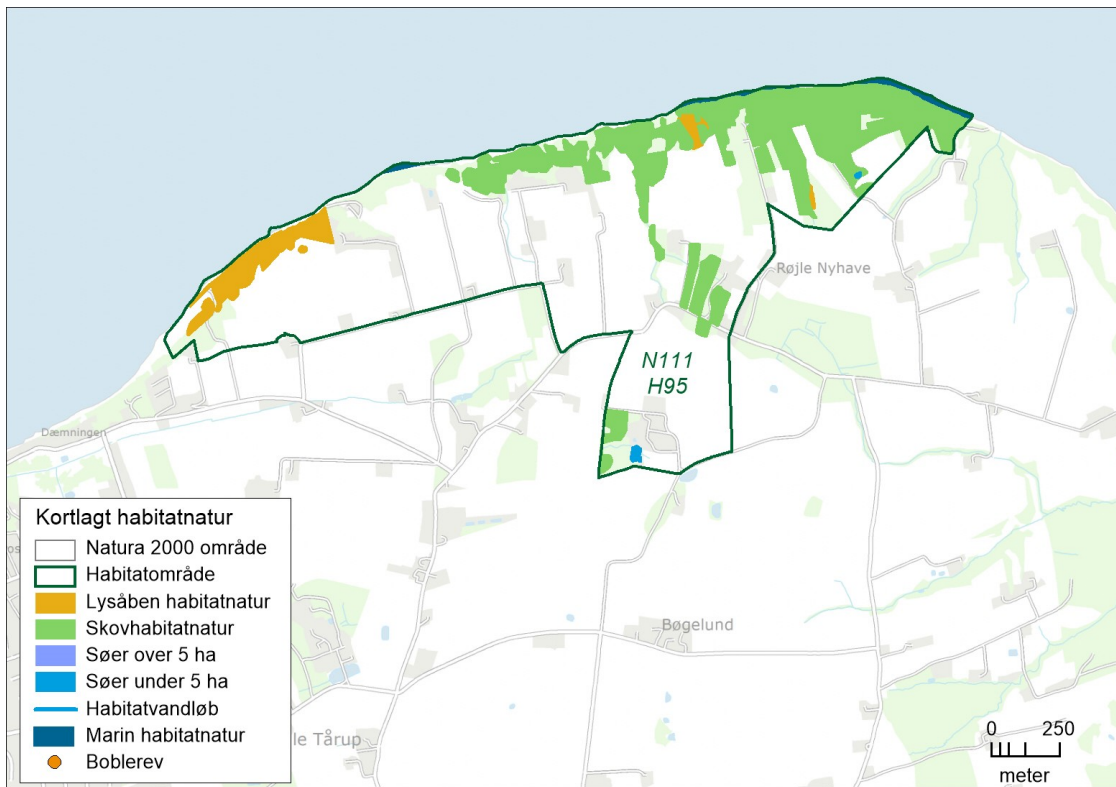 Røjle Nyhave
N111
H95
Dæmningen
Bøgelund
le Tårup
Kortlagt habitatnatur
Natura 2000 område
Habitatområde
Lysåben habitatnatur
Skovhabitatnatur
Søer over 5 ha
Søer under 5 ha
Habitatvandløb
Marin habitatnatur
Boblerev
0 250
meter